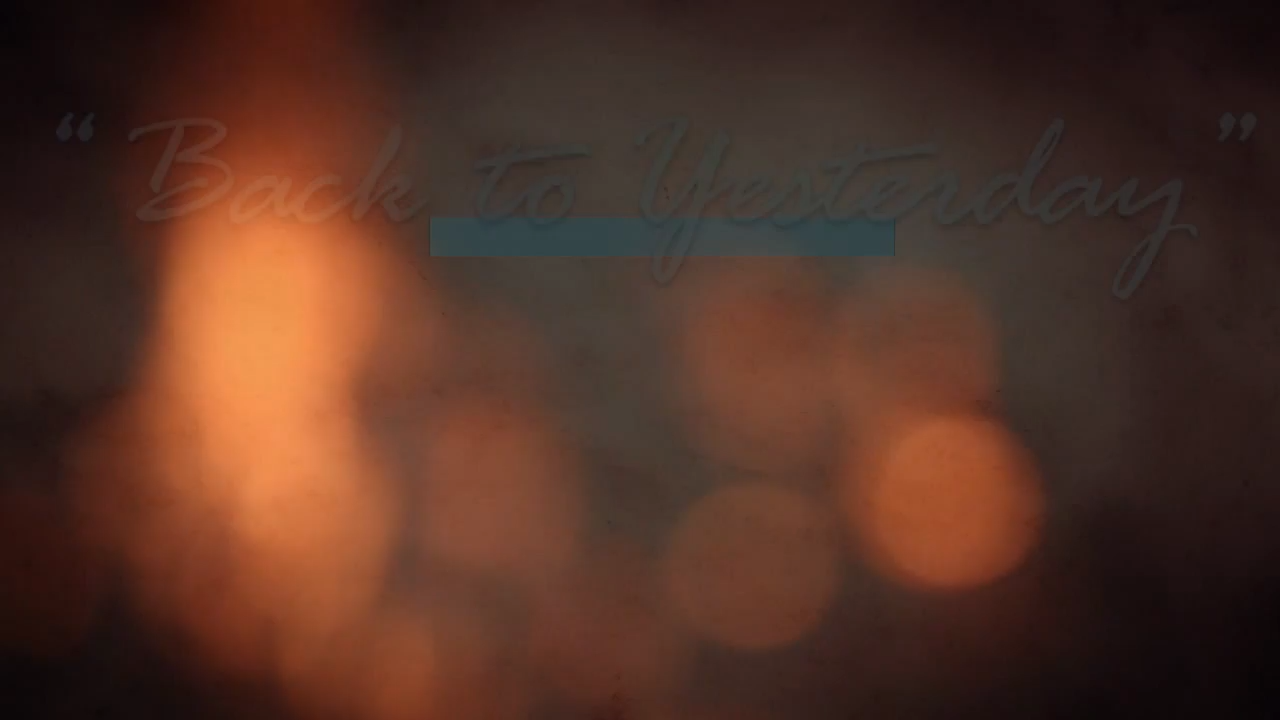 “ Back to Yesterday ”